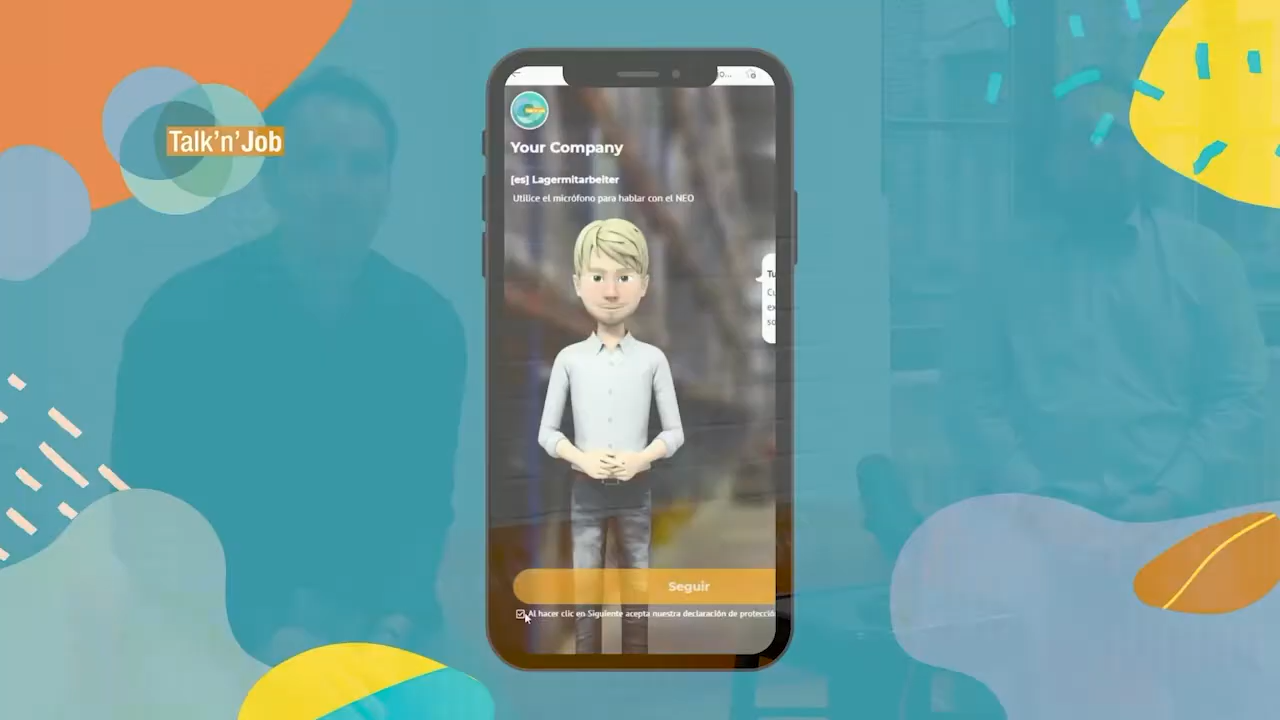 Talk'n'Job
Your Company
[es] Lagermitarbeiter
Utilice el micrófono para hablar con el NEO
Seguir
Al hacer clic en Siguiente acepta nuestra declaración de